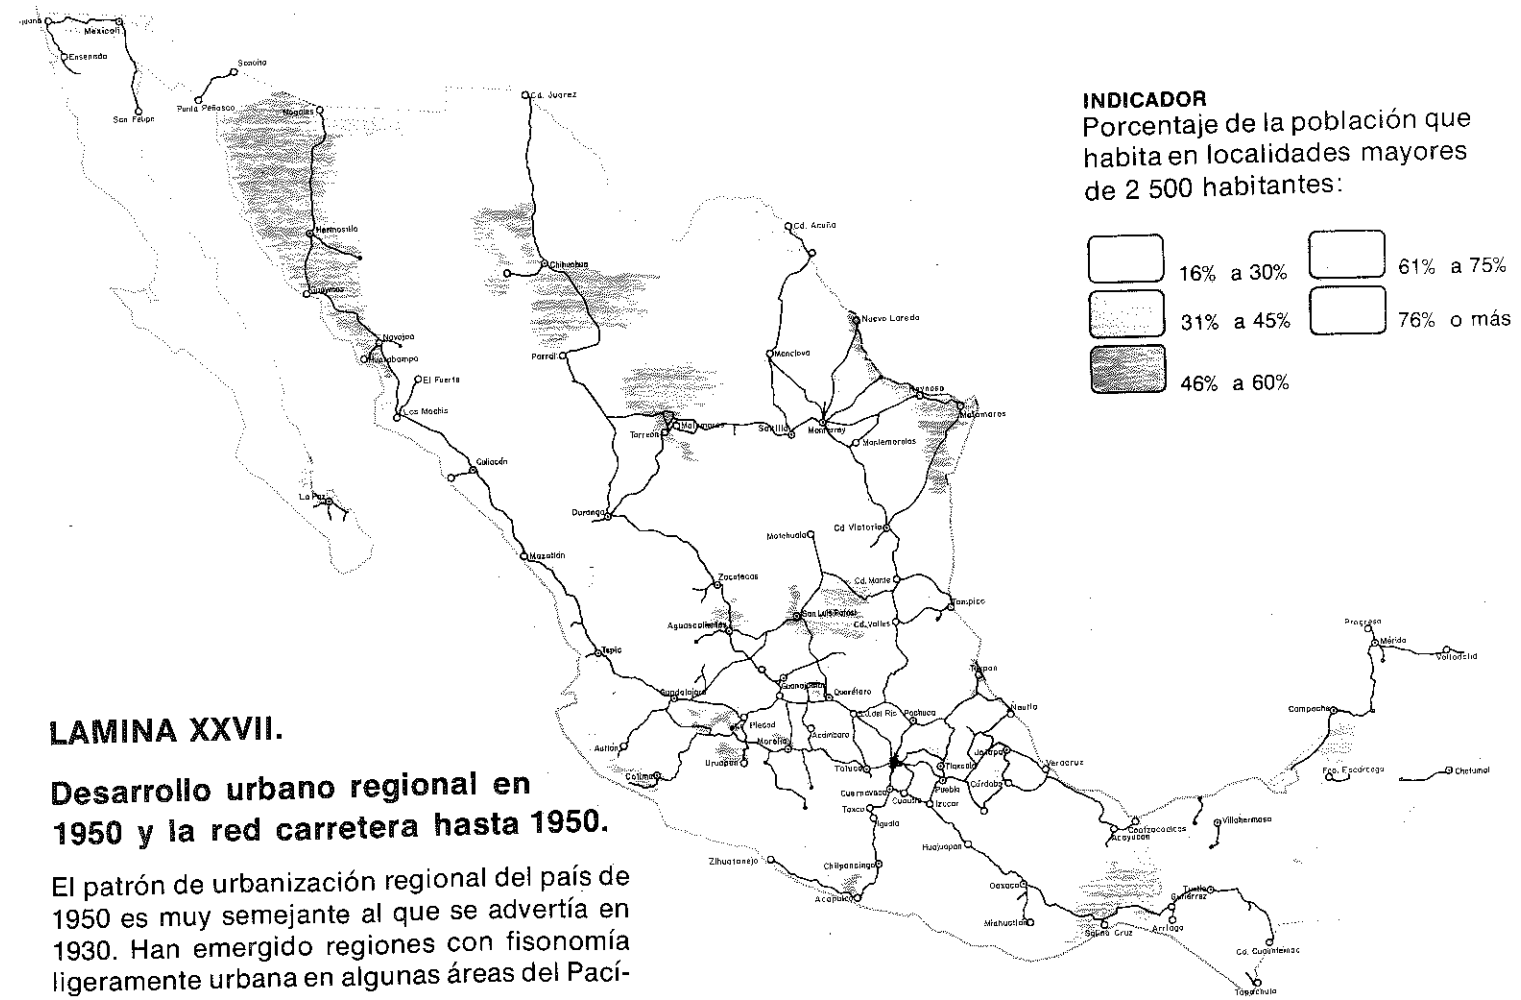 INDICADOR
Porcentaje de la población que
habita en localidades mayores
de 2 500 habitantes:
16% a 30%
61% a 75%
31% a 45%
76% o más
46% a 60%
Mexicali
Ensenada
San Felipe
Punta Peñasco
Sonoita
Nogales
Cd. Juarez
Hermosillo
Chihuahua
Guaymas
Navojoa
Huatabampo
El Fuerte
Los Mochis
Parral
Cd. Acuña
Nuevo Laredo
Monclova
Reynosa
Matamoros
Torreón
Matamoros
Saltillo
Monterrey
Montemorelos
Culiacán
La Paz
Durango
Cd Victoria
Matehuala
Mazatlán
Zacatecas
Cd. Mante
Tampico
Aguascalientes
San Luis Potosí
Cd. Valles
Tepic
Tuxpan
Progreso
Mérida
Valladolid
Guadalajara
Guanajuato
Querétaro
Nautla
Campeche
S.J. del Río
Pachuca
Piedad
Acámbaro
Autlán
Morelia
Jalapa
Uruapan
Colima
Toluca
Tlaxcala
Veracruz
Fco. Escárcega
Chetumal
Cuernavaca
Cuautla
Puebla
Córdoba
Izucar
Taxco
Iguala
Coatzacoalcos
Acayucan
Villahermosa
Huajuapan
Zihuatanejo
Chilpancingo
Acapulco
Oaxaca
Miahuatlan
Tuxtla
Gutiérrez
Salina Cruz
Arriaga
Cd. Cuauhtemoc
Tapachula
LAMINA XXVII.
Desarrollo urbano regional en
1950 y la red carretera hasta 1950.
El patrón de urbanización regional del país de
1950 es muy semejante al que se advertía en
1930. Han emergido regiones con fisonomía
ligeramente urbana en algunas áreas del Pací-